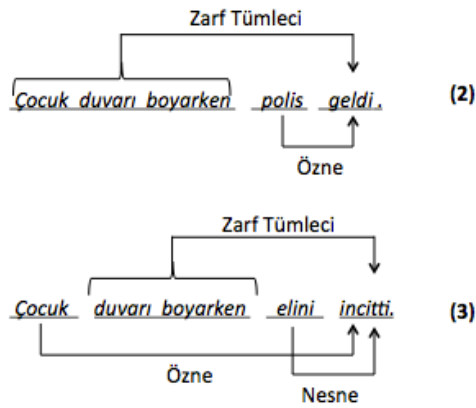 Zarf Tümleci
Çocuk duvarı boyarken polis geldi . (2)
Özne
Zarf Tümleci
Çocuk duvarı boyarken elini incitti. (3)
Özne
Nesne